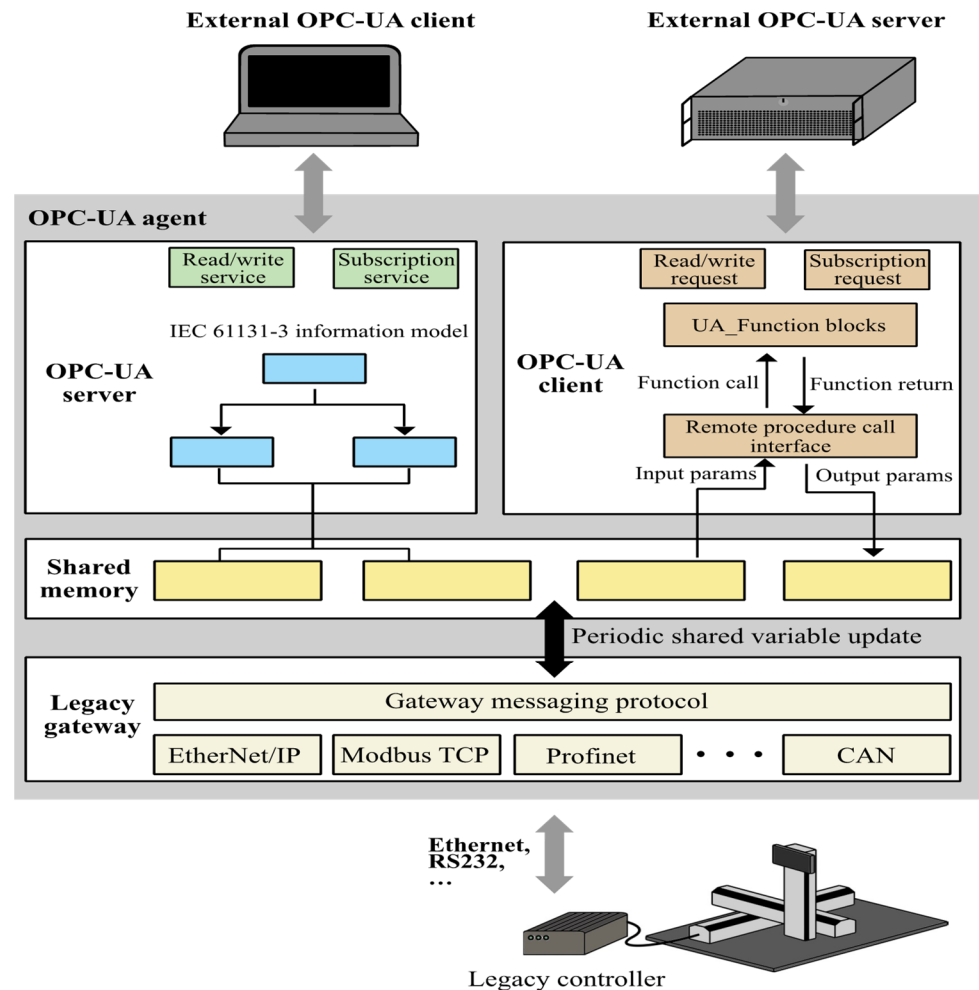 External OPC-UA client
External OPC-UA server
OPC-UA agent
Read/write
service
Subscription
service
IEC 61131-3 information model
OPC-UA
server
Read/write
request
Subscription
request
UA_Function blocks
OPC-UA
client
Function call
Function return
Remote procedure call
interface
Input params
Output params
Shared
memory
Periodic shared variable update
Legacy
gateway
Gateway messaging protocol
EtherNet/IP
Modbus TCP
Profinet
• • •
CAN
Ethernet,
RS232,
...
Legacy controller